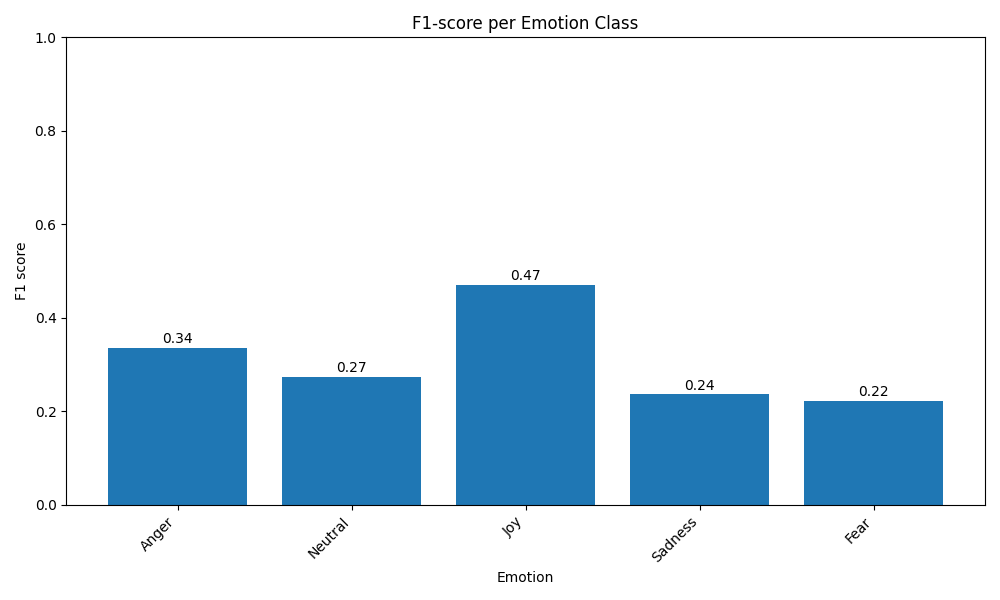 F1-score per Emotion Class
1.0
0.8
0.6
0.4
0.2
0.0
F1 score
0.34
0.27
0.47
0.24
0.22
Anger
Neutral
Joy
Sadness
Fear
Emotion